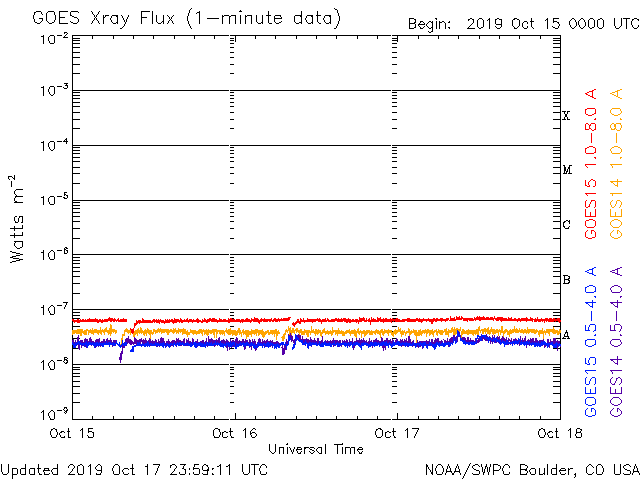 GOES Xray Flux (1-minute data)
Begin: 2019 Oct 15 0000 UTC
10^-2
10^-3
10^-4
10^-5
10^-6
10^-7
10^-8
10^-9
Watts m^-2
X
M
C
B
A
GOES15 1.0-8.0 A
GOES14 1.0-8.0 A
GOES15 0.5-4.0 A
GOES14 0.5-4.0 A
Oct 15 Oct 16 Oct 17 Oct 18
Universal Time
Updated 2019 Oct 17 23:59:11 UTC
NOAA/SWPC Boulder, CO USA